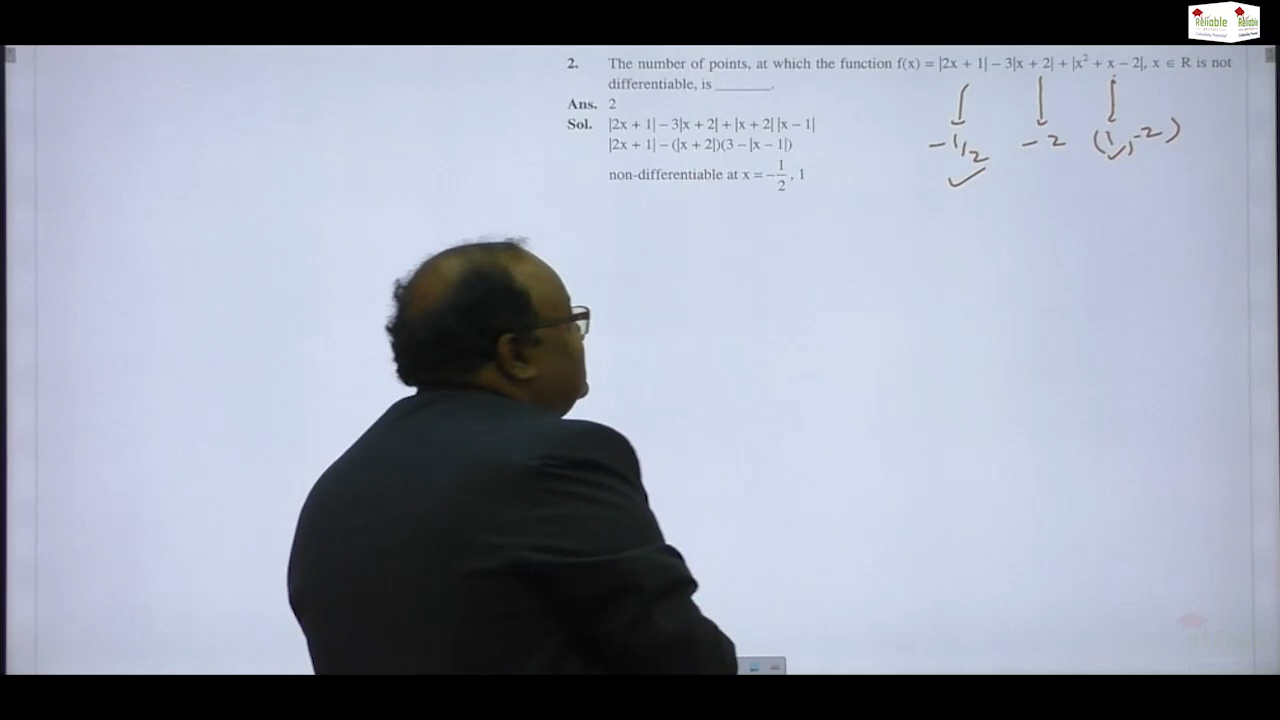 Reliable
Reliable
2. The number of points, at which the function f(x) = |2x + 1| – 3|x + 2| + |x² + x – 2|, x ∈ R is not
differentiable, is ______.
Ans. 2
Sol. |2x + 1| – 3|x + 2| + |x + 2| |x – 1|
|2x + 1| – (|x + 2|)(3 – |x – 1|)
non-differentiable at x = –1/2, 1
-1/2 -2 (1, -2)